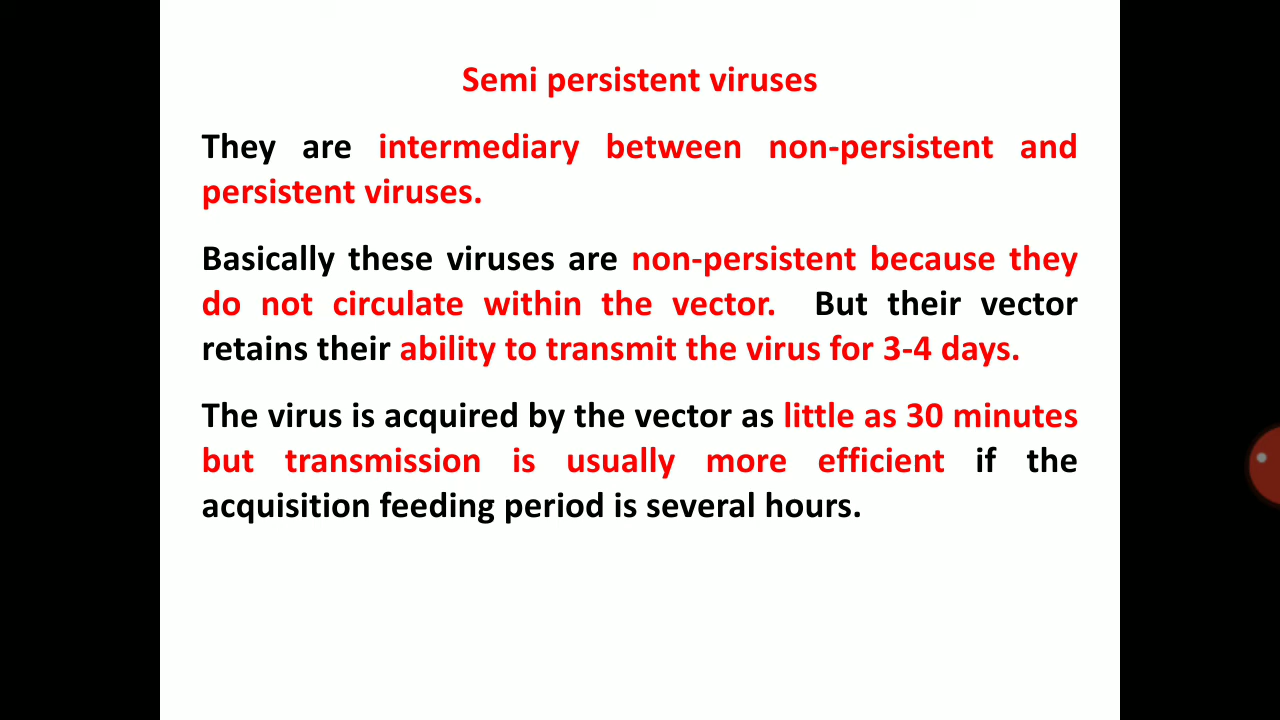 Semi persistent viruses
They are intermediary between non-persistent and
persistent viruses.
Basically these viruses are non-persistent because they
do not circulate within the vector. But their vector
retains their ability to transmit the virus for 3-4 days.
The virus is acquired by the vector as little as 30 minutes
but transmission is usually more efficient if the
acquisition feeding period is several hours.